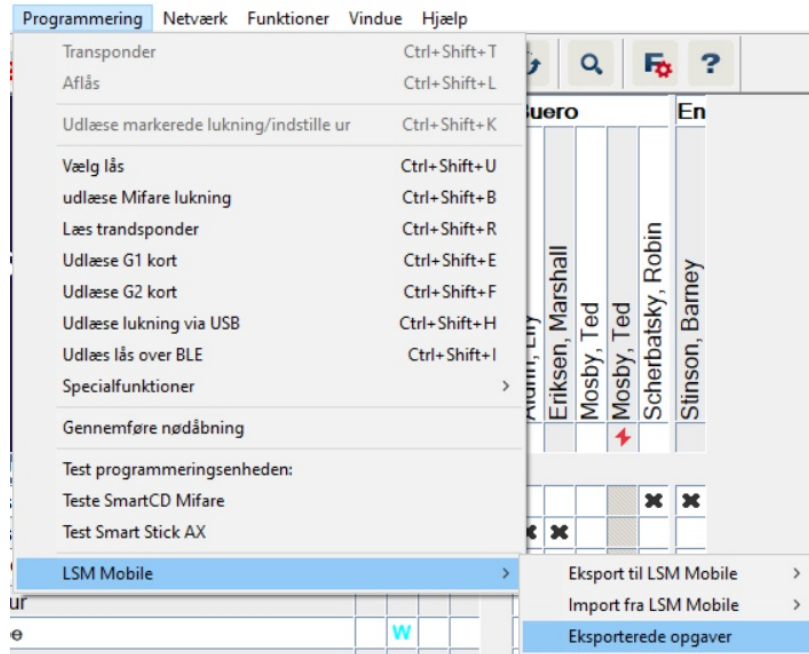 Programmering Netværk Funktioner Vindue Hjælp
Transponder Ctrl+Shift+T
Aflås Ctrl+Shift+L
Udlæse markerede lukning/indstille ur Ctrl+Shift+K
Vælg lås Ctrl+Shift+U
udlæse Mifare lukning Ctrl+Shift+B
Læs trandsponder Ctrl+Shift+R
Udlæse G1 kort Ctrl+Shift+E
Udlæse G2 kort Ctrl+Shift+F
Udlæse lukning via USB Ctrl+Shift+H
Udlæs lås over BLE Ctrl+Shift+I
Specialfunktioner
Gennemføre nødåbning
Test programmeringsenheden:
Teste SmartCD Mifare
Test Smart Stick AX
LSM Mobile
Eksport til LSM Mobile
Import fra LSM Mobile
Eksporterede opgaver
uero
En
Eriksen, Marshall
Mosby, Ted
Mosby, Ted
Scherbatsky, Robin
Stinson, Barney
ur
W